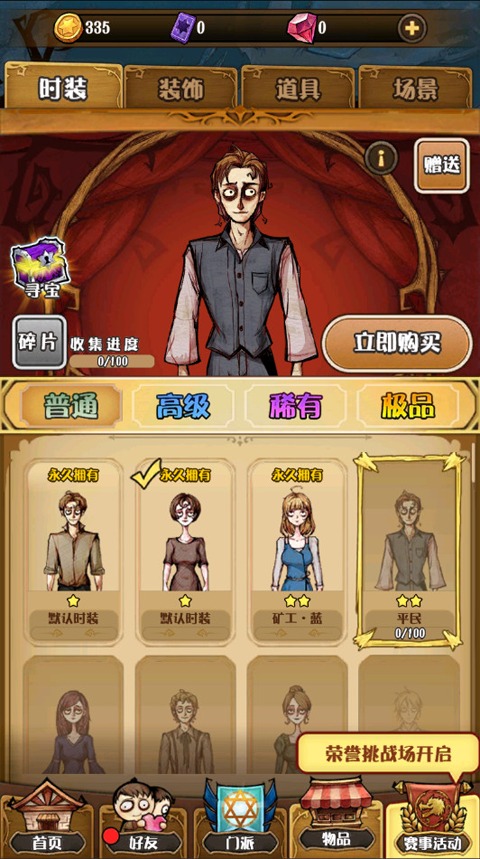 335
0
0
时装
装饰
道具
场景
赠送
寻宝
碎片
收集进度
0/100
立即购买
普通
高级
稀有
极品
永久拥有
永久拥有
永久拥有
默认时装
默认时装
矿工·蓝
平民
0/100
荣誉挑战场开启
首页
好友
门派
物品
赛事活动